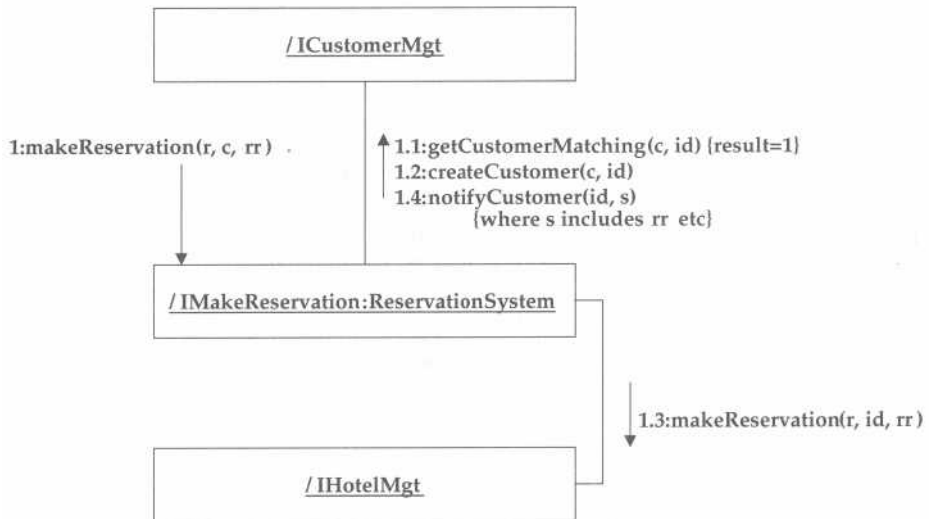 / ICustomerMgt
1:makeReservation(r, c, rr)
1.1:getCustomerMatching(c, id) {result=1}
1.2:createCustomer(c, id)
1.4:notifyCustomer(id, s)
{where s includes rr etc}
/ IMakeReservation:ReservationSystem
1.3:makeReservation(r, id, rr)
/ IHotelMgt